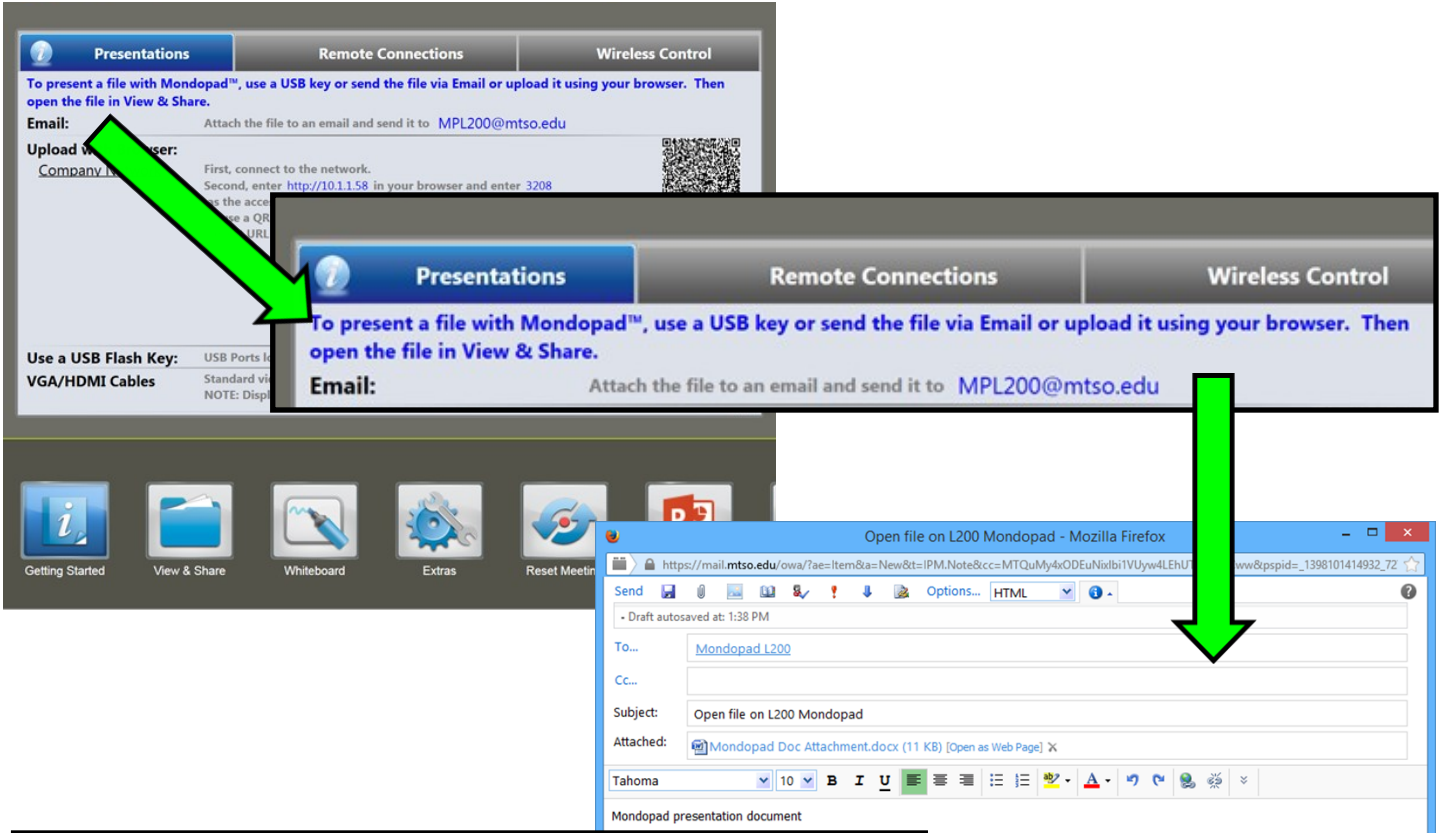 Presentations Remote Connections Wireless Control
To present a file with Mondopad™, use a USB key or send the file via Email or upload it using your browser. Then
open the file in View & Share.
Email: Attach the file to an email and send it to MPL200@mtso.edu
Upload
Company
First, connect to the network.
Second, enter http://10.1.1.58 in your browser and enter 3208
the
a QR
URL
Use a USB Flash Key: USB Ports
VGA/HDMI Cables Standard
NOTE:
Presentations Remote Connections Wireless Control
To present a file with Mondopad™, use a USB key or send the file via Email or upload it using your browser. Then
open the file in View & Share.
Email: Attach the file to an email and send it to MPL200@mtso.edu
Getting Started View & Share Whiteboard Extras Reset
Open file on L200 Mondopad - Mozilla Firefox
https://mail.mtso.edu/owa/?ae=Item&a=New&t=IPM.Note&cc=
Send Options... HTML
- Draft autosaved at: 1:38 PM
To... Mondopad L200
Cc...
Subject: Open file on L200 Mondopad
Attached: Mondopad Doc Attachment.docx (11 KB) [Open as Web Page]
Tahoma 10 B I U A
Mondopad presentation document